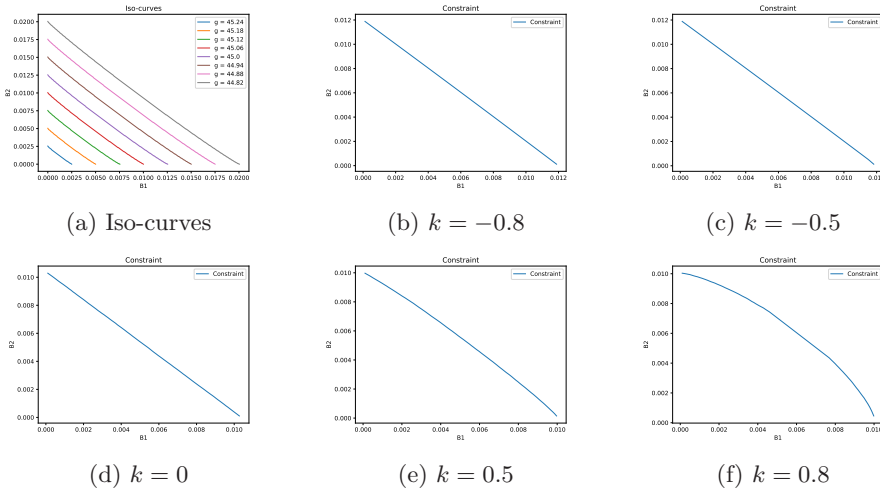 Iso-curves
g = 45.24
g = 45.18
g = 45.12
g = 45.06
g = 45.0
g = 44.94
g = 44.88
g = 44.82
0.0200
0.0175
0.0150
0.0125
0.0100
0.0075
0.0050
0.0025
0.0000
B2
0.0000 0.0025 0.0050 0.0075 0.0100 0.0125 0.0150 0.0175 0.0200
B1
(a) Iso-curves
Constraint
Constraint
0.012
0.010
0.008
0.006
0.004
0.002
0.000
B2
0.000 0.002 0.004 0.006 0.008 0.010 0.012
B1
(b) k = −0.8
Constraint
Constraint
0.012
0.010
0.008
0.006
0.004
0.002
0.000
B2
0.000 0.002 0.004 0.006 0.008 0.010 0.012
B1
(c) k = −0.5
Constraint
Constraint
0.010
0.008
0.006
0.004
0.002
0.000
B2
0.000 0.002 0.004 0.006 0.008 0.010
B1
(d) k = 0
Constraint
Constraint
0.010
0.008
0.006
0.004
0.002
0.000
B2
0.000 0.002 0.004 0.006 0.008 0.010
B1
(e) k = 0.5
Constraint
Constraint
0.010
0.008
0.006
0.004
0.002
0.000
B2
0.000 0.002 0.004 0.006 0.008 0.010
B1
(f) k = 0.8